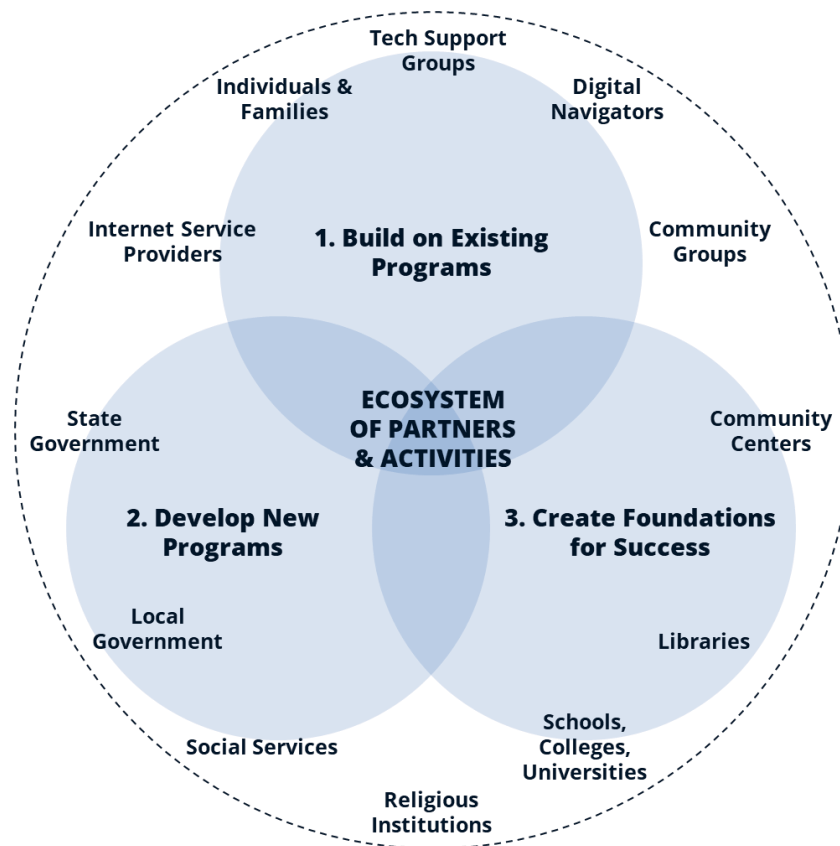 Tech Support
Groups
Individuals &
Families
Digital
Navigators
Internet Service
Providers
1. Build on Existing
Programs
Community
Groups
ECOSYSTEM
OF PARTNERS
& ACTIVITIES
State
Government
Community
Centers
2. Develop New
Programs
3. Create Foundations
for Success
Local
Government
Libraries
Social Services
Schools,
Colleges,
Universities
Religious
Institutions